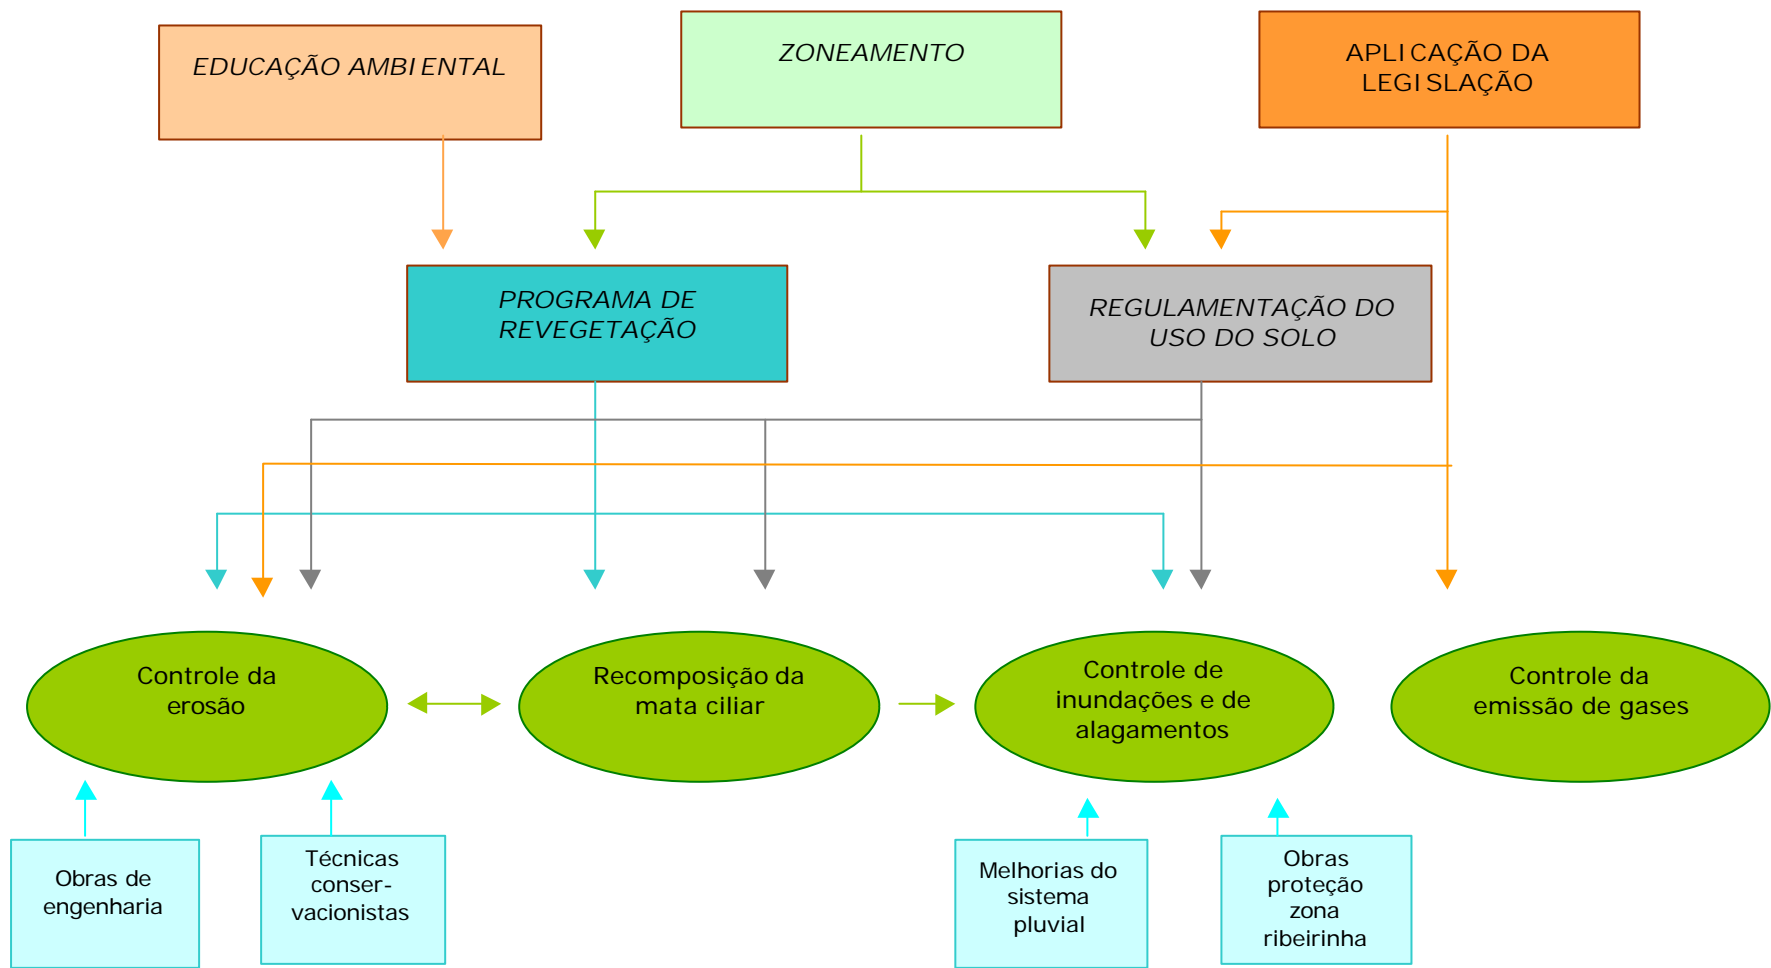 EDUCAÇÃO AMBIENTAL
ZONEAMENTO
APLICAÇÃO DA
LEGISLAÇÃO
PROGRAMA DE
REVEGETAÇÃO
REGULAMENTAÇÃO DO
USO DO SOLO
Controle da
erosão
Recomposição da
mata ciliar
Controle de
inundações e de
alagamentos
Controle da
emissão de gases
Obras de
engenharia
Técnicas
conser-
vacionistas
Melhorias do
sistema
pluvial
Obras
proteção
zona
ribeirinha